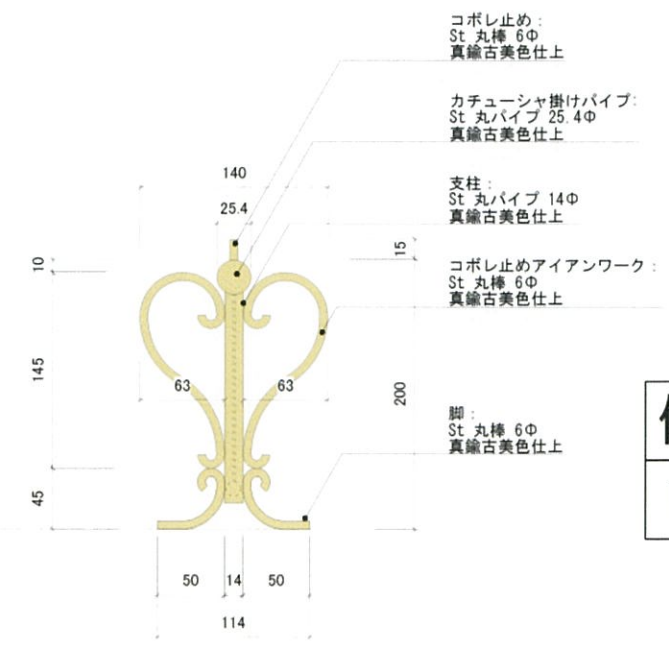 コボレ止め：
St 丸棒 6Φ
真鍮古美色仕上
カチューシャ掛けパイプ：
St 丸パイプ 25.4Φ
真鍮古美色仕上
支柱：
St 丸パイプ 14Φ
真鍮古美色仕上
コボレ止めアイアンワーク：
St 丸棒 6Φ
真鍮古美色仕上
脚：
St 丸棒 6Φ
真鍮古美色仕上
140
25.4
15
10
145
63
63
200
45
50
14
50
114